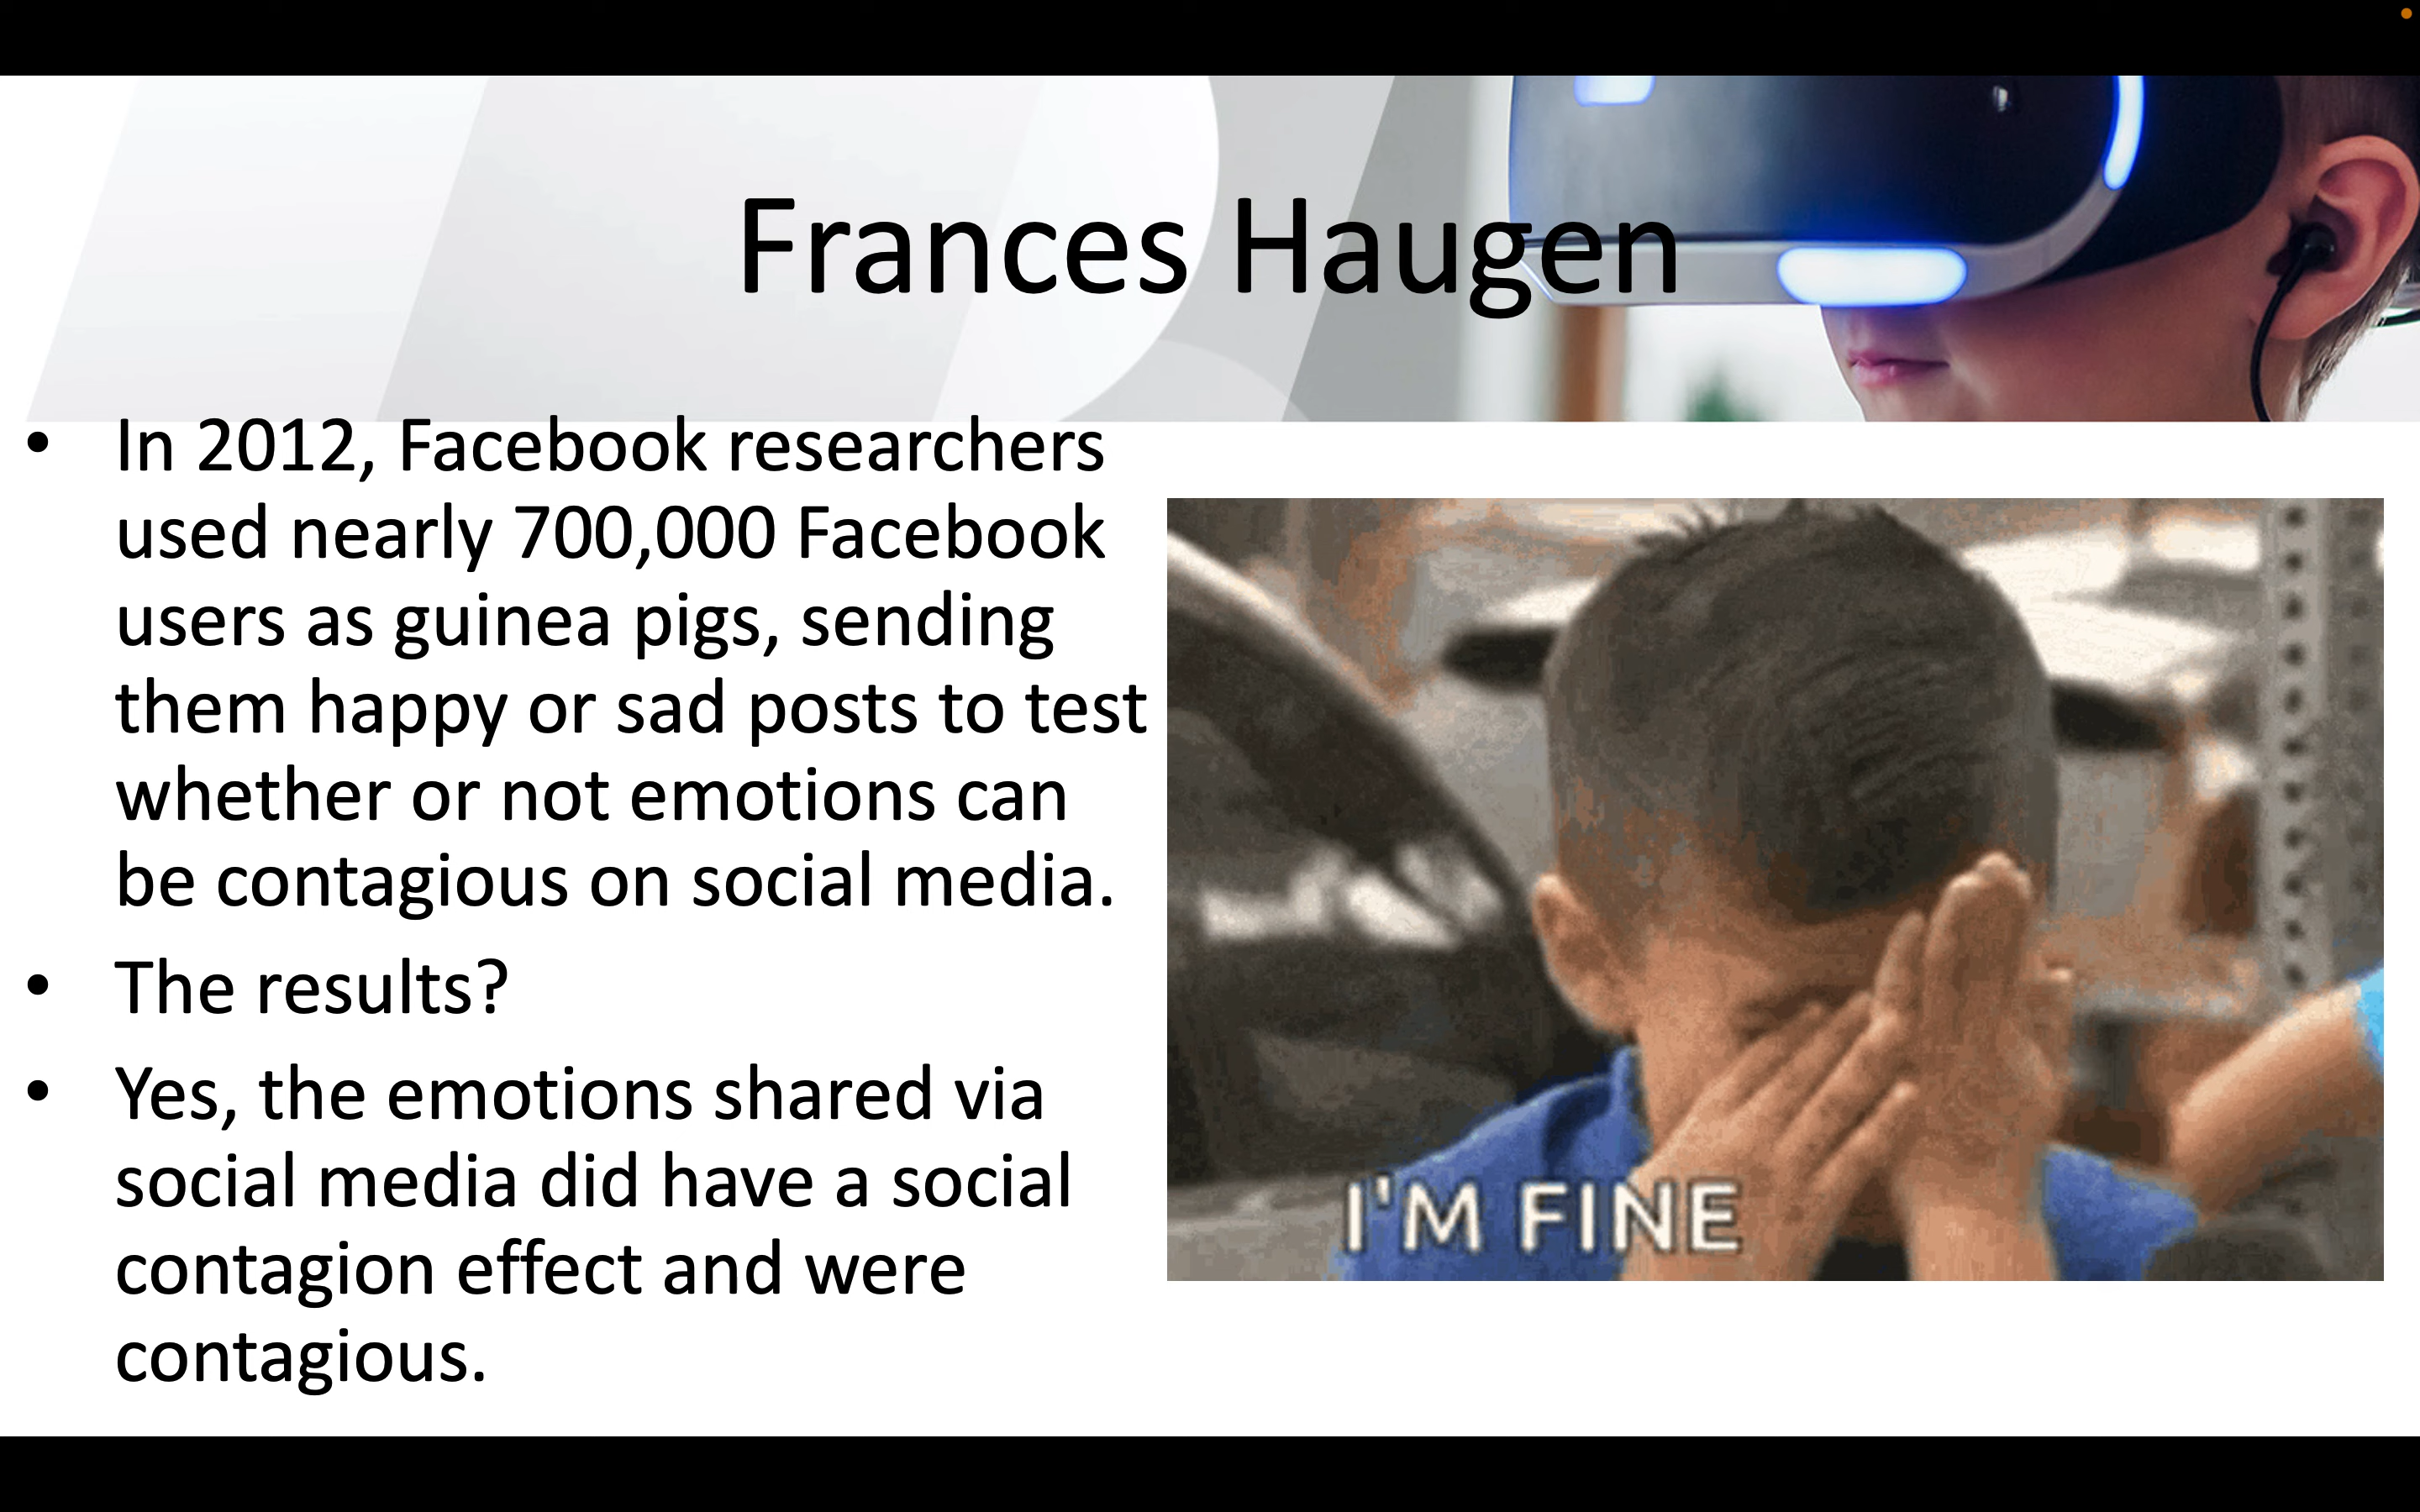 Frances Haugen
• In 2012, Facebook researchers
used nearly 700,000 Facebook
users as guinea pigs, sending
them happy or sad posts to test
whether or not emotions can
be contagious on social media.
• The results?
• Yes, the emotions shared via
social media did have a social
contagion effect and were
contagious.
I'M FINE